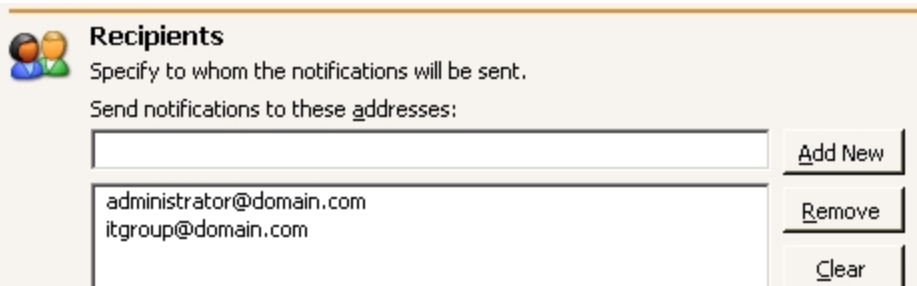 Recipients
Specify to whom the notifications will be sent.
Send notifications to these addresses:
Add New
administrator@domain.com
itgroup@domain.com
Remove
Clear